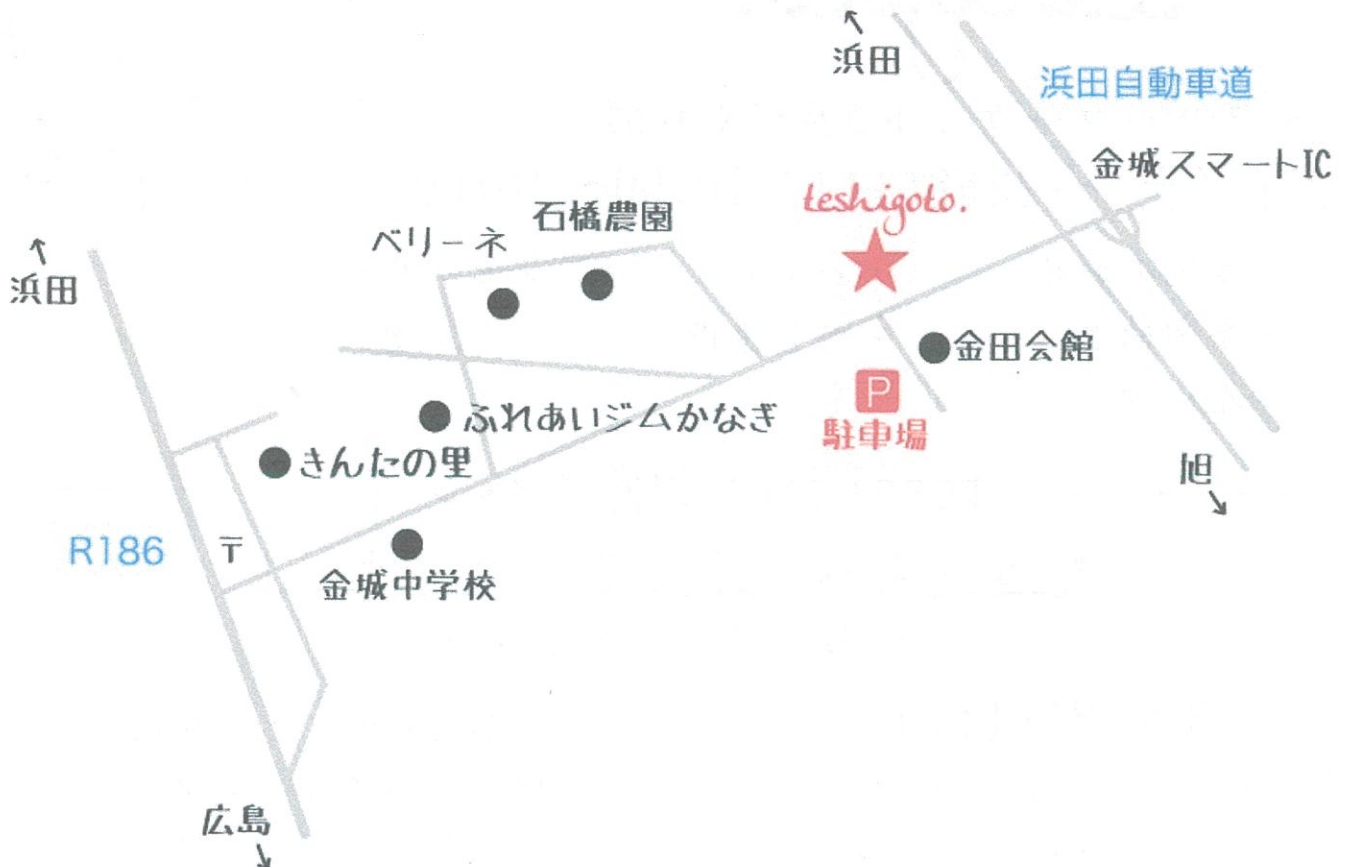 浜田
浜田自動車道
金城スマートIC
teshigoto.
石橋農園
ベリーネ
浜田
金田会館
P
駐車場
ふれあいジムかなぎ
きんたの里
旭
R186
〒
金城中学校
広島